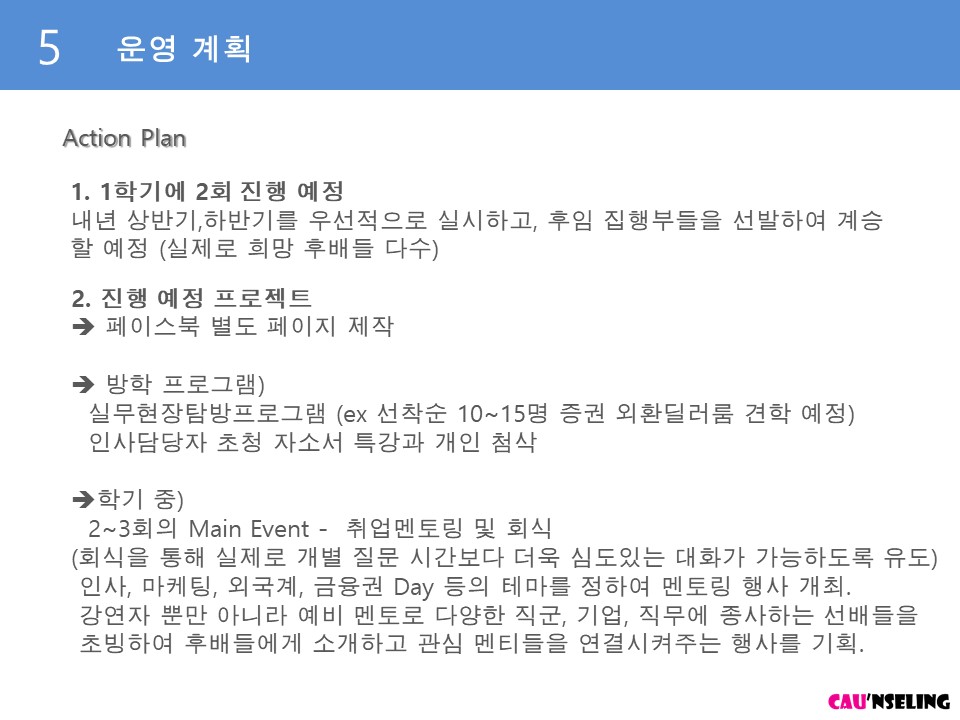 5 운영 계획
Action Plan
1. 1학기에 2회 진행 예정
내년 상반기,하반기를 우선적으로 실시하고, 후임 집행부들을 선발하여 계승
할 예정 (실제로 희망 후배들 다수)
2. 진행 예정 프로젝트
➔ 페이스북 별도 페이지 제작
➔ 방학 프로그램)
실무현장탐방프로그램 (ex 선착순 10~15명 증권 외환딜러룸 견학 예정)
인사담당자 초청 자소서 특강과 개인 첨삭
➔학기 중)
2~3회의 Main Event - 취업멘토링 및 회식
(회식을 통해 실제로 개별 질문 시간보다 더욱 심도있는 대화가 가능하도록 유도)
인사, 마케팅, 외국계, 금융권 Day 등의 테마를 정하여 멘토링 행사 개최.
강연자 뿐만 아니라 예비 멘토로 다양한 직군, 기업, 직무에 종사하는 선배들을
초빙하여 후배들에게 소개하고 관심 멘티들을 연결시켜주는 행사를 기획.
CAU'NSELING